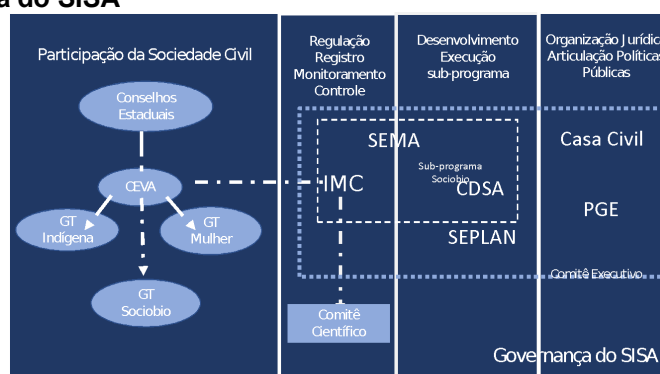 a do SISA
Participação da Sociedade Civil
Conselhos
Estaduais
CEVA
GT
Indígena
GT
Mulher
GT
Sociobio
Regulação
Registro
Monitoramento
Controle
Desenvolvimento
Execução
sub-programa
Organização Jurídica
Articulação Políticas
Públicas
SEMA
Sub-programa
Sociobio
IMC
CDSA
SEPLAN
Casa Civil
PGE
Comitê Executivo
Comitê
Científico
Governança do SISA